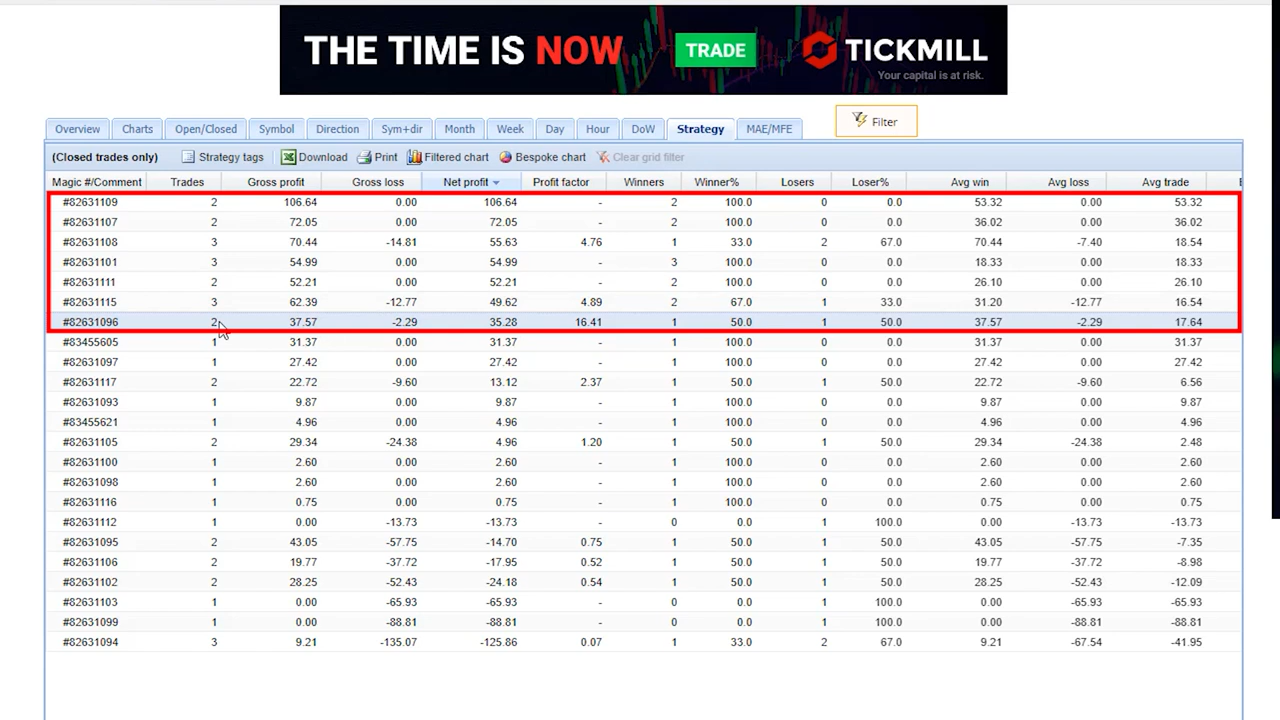 THE TIME IS NOW TRADE TICKMILL
Your capital is at risk.
Overview Charts Open/Closed Symbol Direction Sym+dir Month Week Day Hour DoW Strategy MAE/MFE Filter
(Closed trades only) Strategy tags Download Print Filtered chart Bespoke chart Clear grid filter
Magic #/Comment Trades Gross profit Gross loss Net profit Profit factor Winners Winner% Losers Loser% Avg win Avg loss Avg trade
#82631109 2 106.64 0.00 106.64 - 2 100.0 0 0.0 53.32 0.00 53.32
#82631107 2 72.05 0.00 72.05 - 2 100.0 0 0.0 36.02 0.00 36.02
#82631108 3 70.44 -14.81 55.63 4.76 1 33.0 2 67.0 70.44 -7.40 18.54
#82631101 3 54.99 0.00 54.99 - 3 100.0 0 0.0 18.33 0.00 18.33
#82631111 2 52.21 0.00 52.21 - 2 100.0 0 0.0 26.10 0.00 26.10
#82631115 3 62.39 -12.77 49.62 4.89 2 67.0 1 33.0 31.20 -12.77 16.54
#82631096 2 37.57 -2.29 35.28 16.41 1 50.0 1 50.0 37.57 -2.29 17.64
#83455605 1 31.37 0.00 31.37 - 1 100.0 0 0.0 31.37 0.00 31.37
#82631097 1 27.42 0.00 27.42 - 1 100.0 0 0.0 27.42 0.00 27.42
#82631117 2 22.72 -9.60 13.12 2.37 1 50.0 1 50.0 22.72 -9.60 6.56
#82631093 1 9.87 0.00 9.87 - 1 100.0 0 0.0 9.87 0.00 9.87
#83455621 1 4.96 0.00 4.96 - 1 100.0 0 0.0 4.96 0.00 4.96
#82631105 2 29.34 -24.38 4.96 1.20 1 50.0 1 50.0 29.34 -24.38 2.48
#82631100 1 2.60 0.00 2.60 - 1 100.0 0 0.0 2.60 0.00 2.60
#82631098 1 2.60 0.00 2.60 - 1 100.0 0 0.0 2.60 0.00 2.60
#82631116 1 0.75 0.00 0.75 - 1 100.0 0 0.0 0.75 0.00 0.75
#82631112 1 0.00 -13.73 -13.73 - 0 0.0 1 100.0 0.00 -13.73 -13.73
#82631095 2 43.05 -57.75 -14.70 0.75 1 50.0 1 50.0 43.05 -57.75 -7.35
#82631106 2 19.77 -37.72 -17.95 0.52 1 50.0 1 50.0 19.77 -37.72 -8.98
#82631102 2 28.25 -52.43 -24.18 0.54 1 50.0 1 50.0 28.25 -52.43 -12.09
#82631103 1 0.00 -65.93 -65.93 - 0 0.0 1 100.0 0.00 -65.93 -65.93
#82631099 1 0.00 -88.81 -88.81 - 0 0.0 1 100.0 0.00 -88.81 -88.81
#82631094 3 9.21 -135.07 -125.86 0.07 1 33.0 2 67.0 9.21 -67.54 -41.95